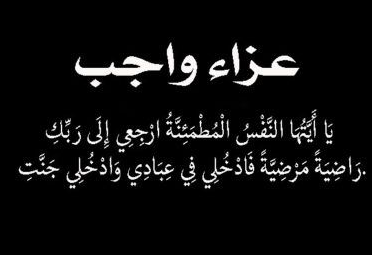 عزاء واجب
يَا أَيَّتُهَا النَّفْسُ الْمُطْمَئِنَّةُ ارْجِعِي إِلَى رَبِّكِ
رَاضِيَةً مَرْضِيَّةً فَادْخُلِي فِي عِبَادِي وَادْخُلِي جَنَّتِ.